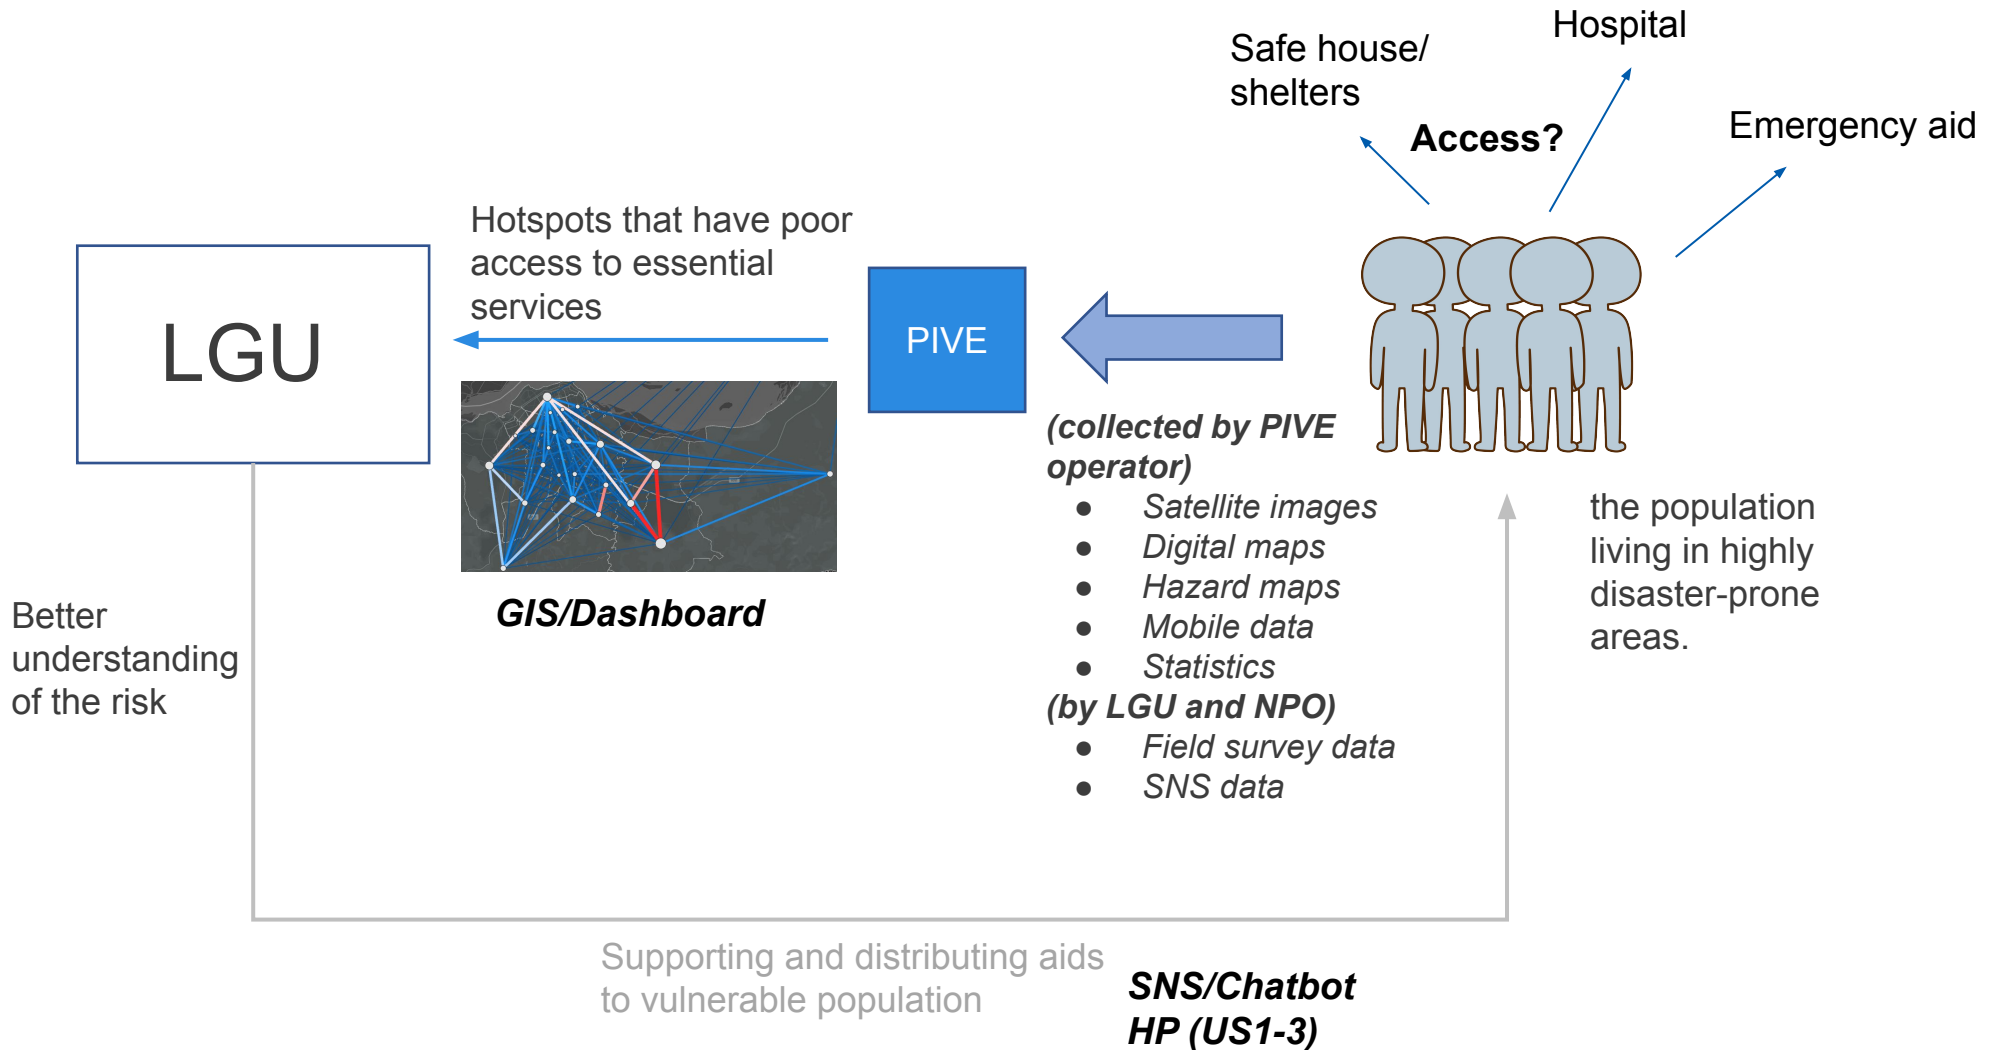 Hospital
Safe house/
shelters
Access?
Emergency aid
Hotspots that have poor
access to essential
services
LGU
PIVE
(collected by PIVE
operator)
● Satellite images
● Digital maps
● Hazard maps
● Mobile data
● Statistics
(by LGU and NPO)
● Field survey data
● SNS data
the population
living in highly
disaster-prone
areas.
GIS/Dashboard
Better
understanding
of the risk
Supporting and distributing aids
to vulnerable population
SNS/Chatbot
HP (US1-3)